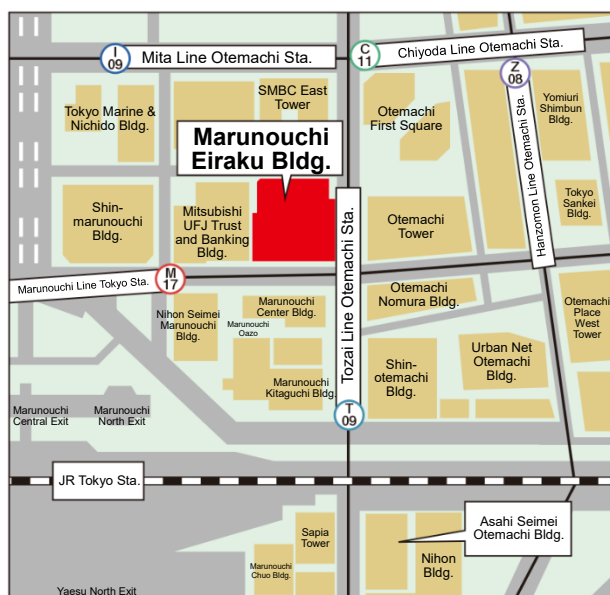 I
09
Mita Line Otemachi Sta.
C
11
Chiyoda Line Otemachi Sta.
Z
08
Hanzomon Line Otemachi Sta.
Tokyo Marine &
Nichido Bldg.
SMBC East
Tower
Otemachi
First Square
Yomiuri
Shimbun
Bldg.
Marunouchi
Eiraku Bldg.
Shin-
marunouchi
Bldg.
Mitsubishi
UFJ Trust
and Banking
Bldg.
Tozai Line Otemachi Sta.
Otemachi
Tower
Tokyo
Sankei
Bldg.
Marunouchi Line Tokyo Sta.
M
17
Nihon Seimei
Marunouchi
Bldg.
Marunouchi
Center Bldg.
Marunouchi
Oazo
Otemachi
Nomura Bldg.
Otemachi
Place
West
Tower
Marunouchi
Kitaguchi Bldg.
Shin-
otemachi
Bldg.
Urban Net
Otemachi
Bldg.
Marunouchi
Central Exit
Marunouchi
North Exit
T
09
JR Tokyo Sta.
Sapia
Tower
Asahi Seimei
Otemachi Bldg.
Marunouchi
Chuo Bldg.
Nihon
Bldg.
Yaesu North Exit